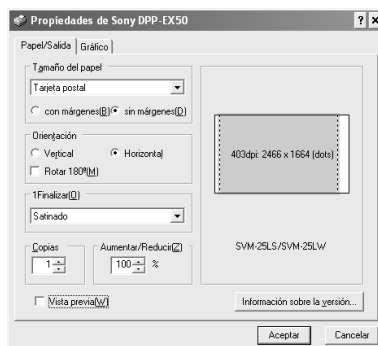 Propiedades de Sony DPP-EX50
Papel/Salida Gráfico
Tamaño del papel
Tarjeta postal
con márgenes(B) sin márgenes(D)
Orientación
Vertical Horizontal
Rotar 180º(M)
1Finalizar(O)
Satinado
Copias
1
Aumentar/Reducir(Z)
100 %
Vista previa(W)
403dpi: 2466 x 1664 (dots)
SVM-25LS/SVM-25LW
Información sobre la versión...
Aceptar Cancelar